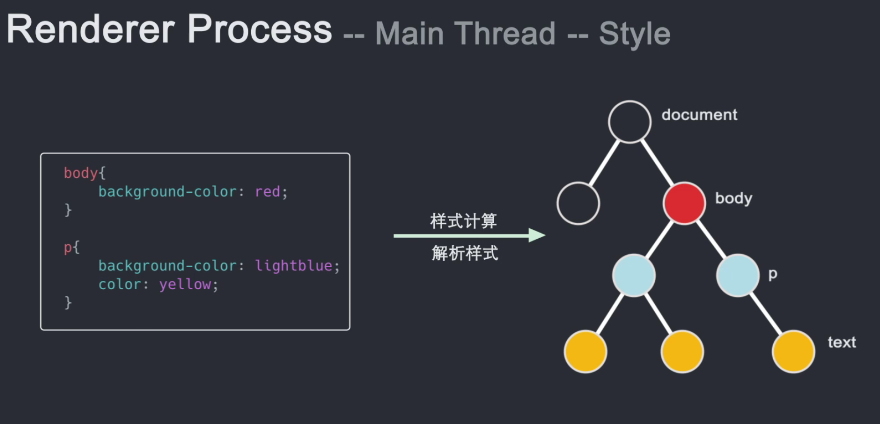 Renderer Process -- Main Thread -- Style
body{
background-color: red;
}
p{
background-color: lightblue;
color: yellow;
}
样式计算
解析样式
document
body
p
text